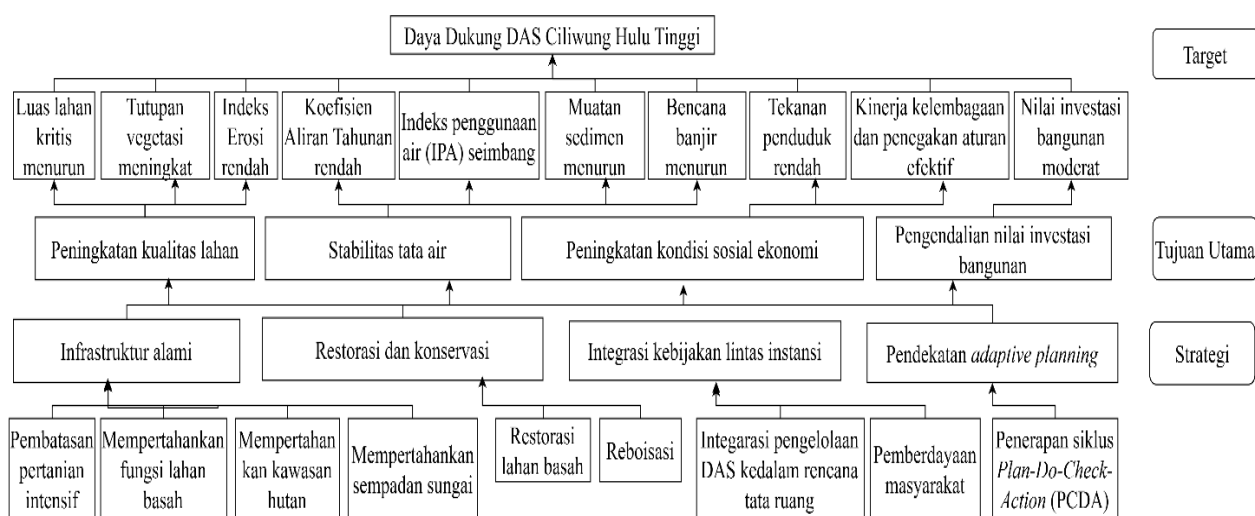 Daya Dukung DAS Ciliwung Hulu Tinggi
Target
Luas lahan
kritis
menurun
Tutupan
vegetasi
meningkat
Indeks
Erosi
rendah
Koefisien
Aliran Tahunan
rendah
Indeks penggunaan
air (IPA) seimbang
Muatan
sedimen
menurun
Bencana
banjir
menurun
Tekanan
penduduk
rendah
Kinerja kelembagaan
dan penegakan aturan
efektif
Nilai investasi
bangunan
moderat
Peningkatan kualitas lahan
Stabilitas tata air
Peningkatan kondisi sosial ekonomi
Pengendalian nilai investasi
bangunan
Tujuan Utama
Infrastruktur alami
Restorasi dan konservasi
Integrasi kebijakan lintas instansi
Pendekatan adaptive planning
Strategi
Pembatasan
pertanian
intensif
Mempertahankan
fungsi lahan
basah
Mempertahan
kan kawasan
hutan
Mempertahankan
sempadan sungai
Restorasi
lahan basah
Reboisasi
Integarasi pengelolaan
DAS kedalam rencana
tata ruang
Pemberdayaan
masyarakat
Penerapan siklus
Plan-Do-Check-
Action (PCDA)